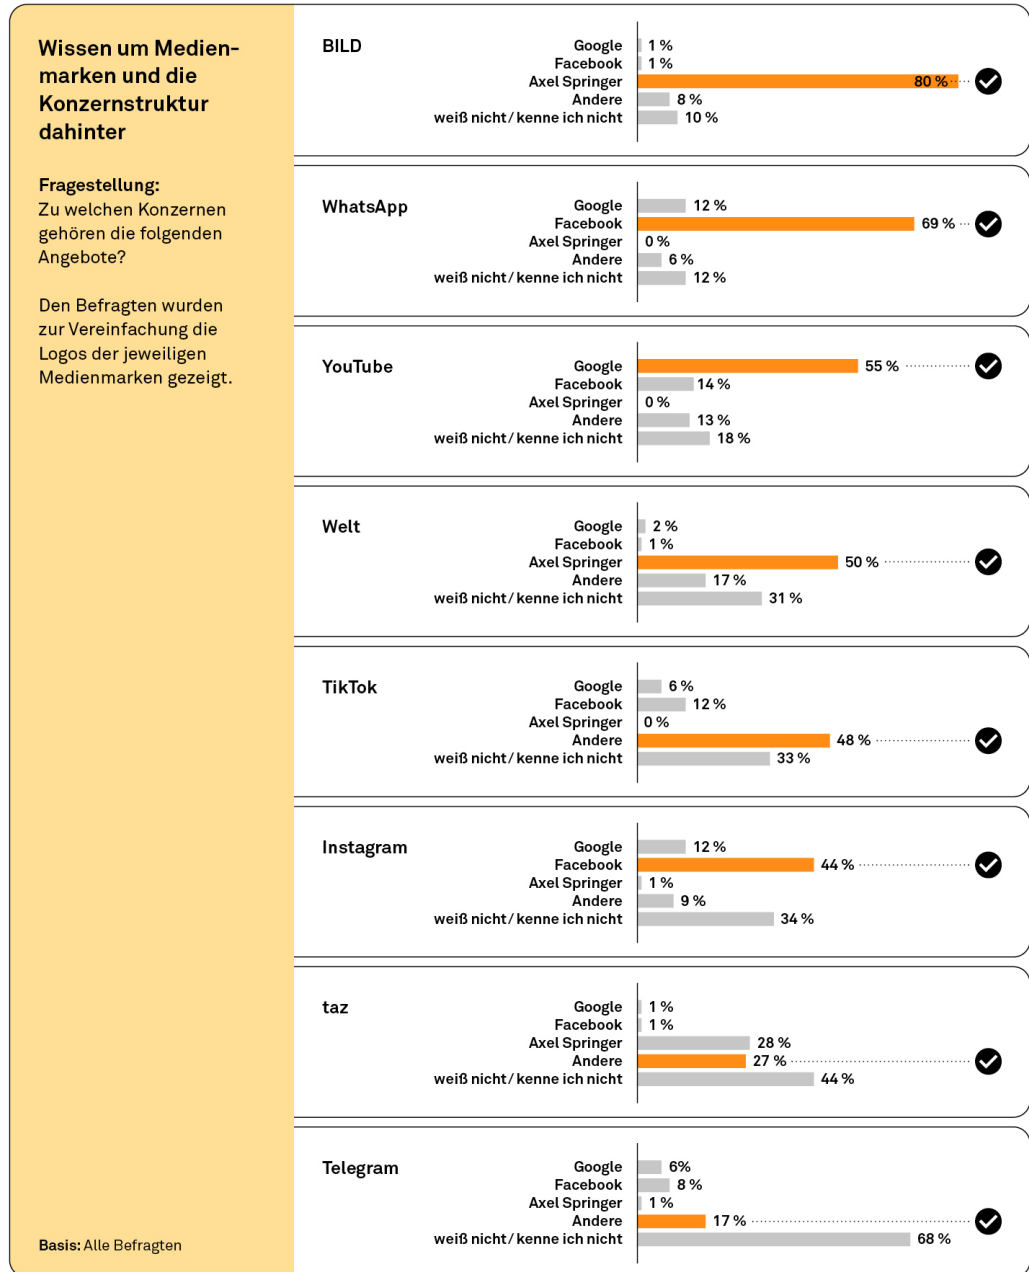 Wissen um Medien-
marken und die
Konzernstruktur
dahinter
Fragestellung:
Zu welchen Konzernen
gehören die folgenden
Angebote?
Den Befragten wurden
zur Vereinfachung die
Logos der jeweiligen
Medienmarken gezeigt.
Basis: Alle Befragten
BILD
Google 1 %
Facebook 1 %
Axel Springer 80 %
Andere 8 %
weiß nicht / kenne ich nicht 10 %
WhatsApp
Google 12 %
Facebook 69 %
Axel Springer 0 %
Andere 6 %
weiß nicht / kenne ich nicht 12 %
YouTube
Google 55 %
Facebook 14 %
Axel Springer 0 %
Andere 13 %
weiß nicht / kenne ich nicht 18 %
Welt
Google 2 %
Facebook 1 %
Axel Springer 50 %
Andere 17 %
weiß nicht / kenne ich nicht 31 %
TikTok
Google 6 %
Facebook 12 %
Axel Springer 0 %
Andere 48 %
weiß nicht / kenne ich nicht 33 %
Instagram
Google 12 %
Facebook 44 %
Axel Springer 1 %
Andere 9 %
weiß nicht / kenne ich nicht 34 %
taz
Google 1 %
Facebook 1 %
Axel Springer 28 %
Andere 27 %
weiß nicht / kenne ich nicht 44 %
Telegram
Google 6%
Facebook 8 %
Axel Springer 1 %
Andere 17 %
weiß nicht / kenne ich nicht 68 %